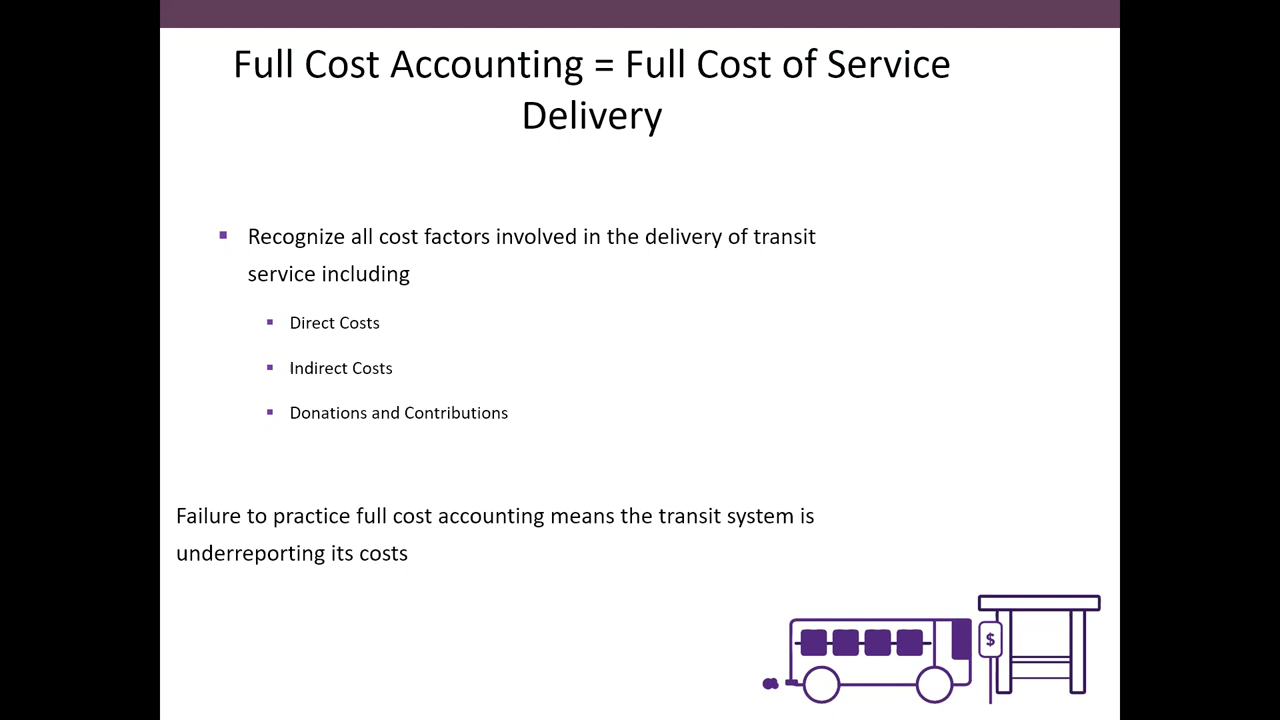 Full Cost Accounting = Full Cost of Service
Delivery
▪ Recognize all cost factors involved in the delivery of transit
service including
▪ Direct Costs
▪ Indirect Costs
▪ Donations and Contributions
Failure to practice full cost accounting means the transit system is
underreporting its costs
$